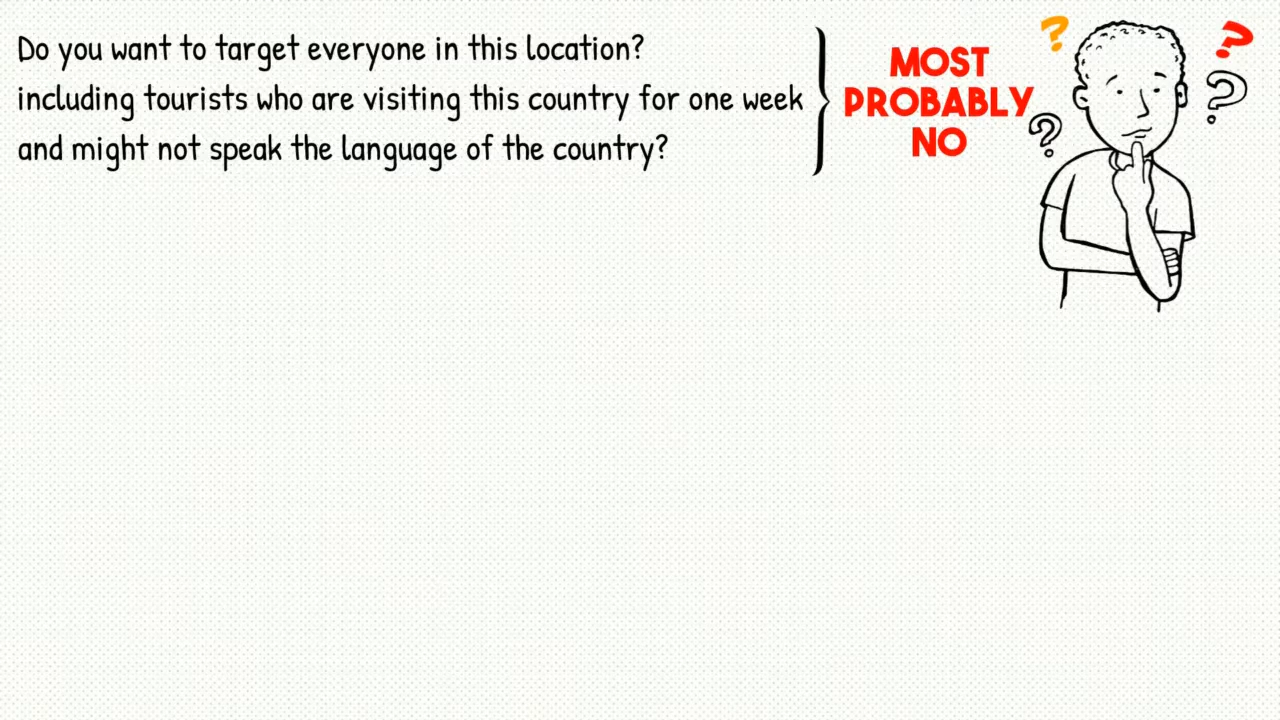 Do you want to target everyone in this location?
including tourists who are visiting this country for one week
and might not speak the language of the country?
MOST
PROBABLY
NO